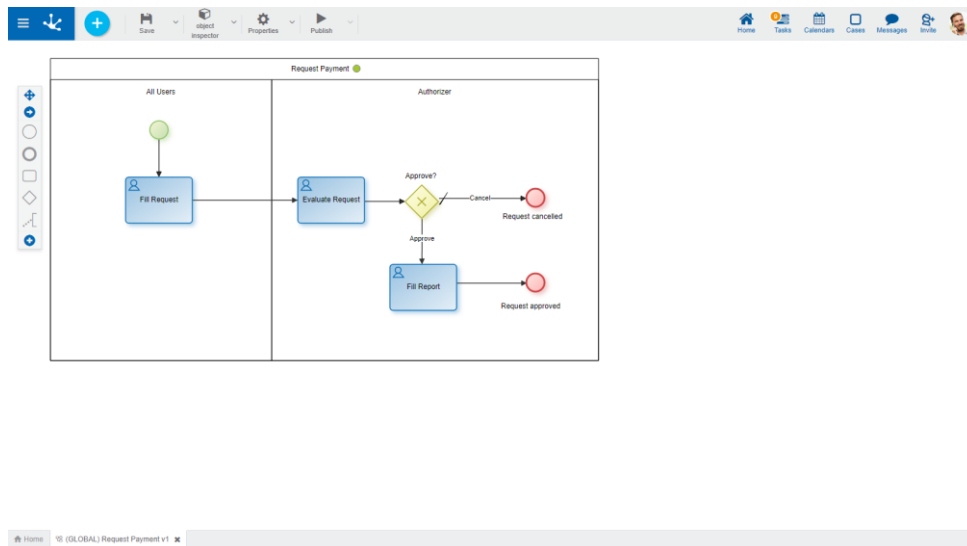 Save
object
inspector
Properties
Publish
Home
Tasks
Calendars
Cases
Messages
Invite
Request Payment
All Users
Authorizer
Approve?
Fill Request
Evaluate Request
Cancel
Request cancelled
Approve
Fill Report
Request approved
Home
(GLOBAL) Request Payment v1